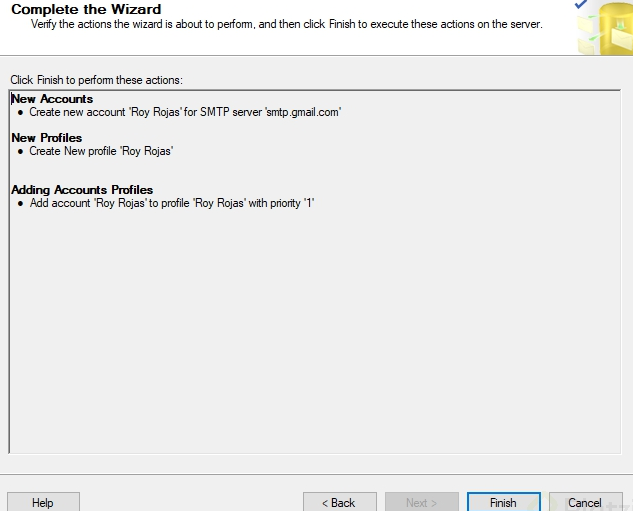 Complete the Wizard
Verify the actions the wizard is about to perform, and then click Finish to execute these actions on the server.
Click Finish to perform these actions:
New Accounts
• Create new account 'Roy Rojas' for SMTP server 'smtp.gmail.com'
New Profiles
• Create New profile 'Roy Rojas'
Adding Accounts Profiles
• Add account 'Roy Rojas' to profile 'Roy Rojas' with priority '1'
Help
< Back
Next >
Finish
Cancel